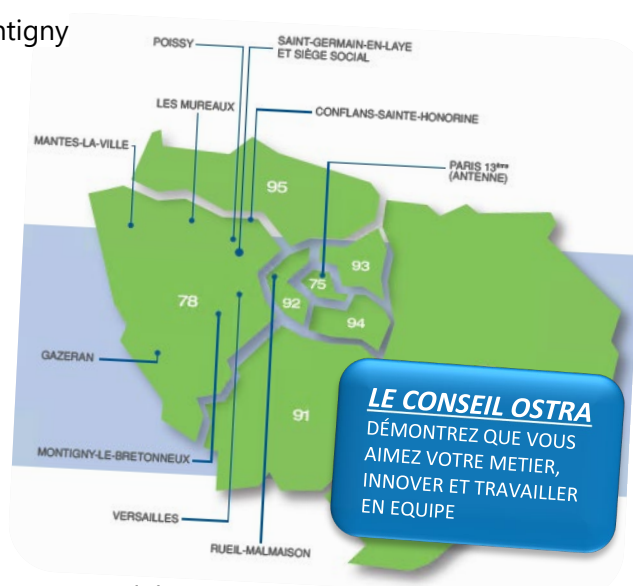 ntigny
POISSY
SAINT-GERMAIN-EN-LAYE
ET SIÈGE SOCIAL
LES MUREAUX
CONFLANS-SAINTE-HONORINE
MANTES-LA-VILLE
PARIS 13ème
(ANTENNE)
95
93
75
78
92
94
GAZERAN
91
LE CONSEIL OSTRA
DÉMONTREZ QUE VOUS
AIMEZ VOTRE METIER,
INNOVER ET TRAVAILLER
EN EQUIPE
MONTIGNY-LE-BRETONNEUX
VERSAILLES
RUEIL-MALMAISON